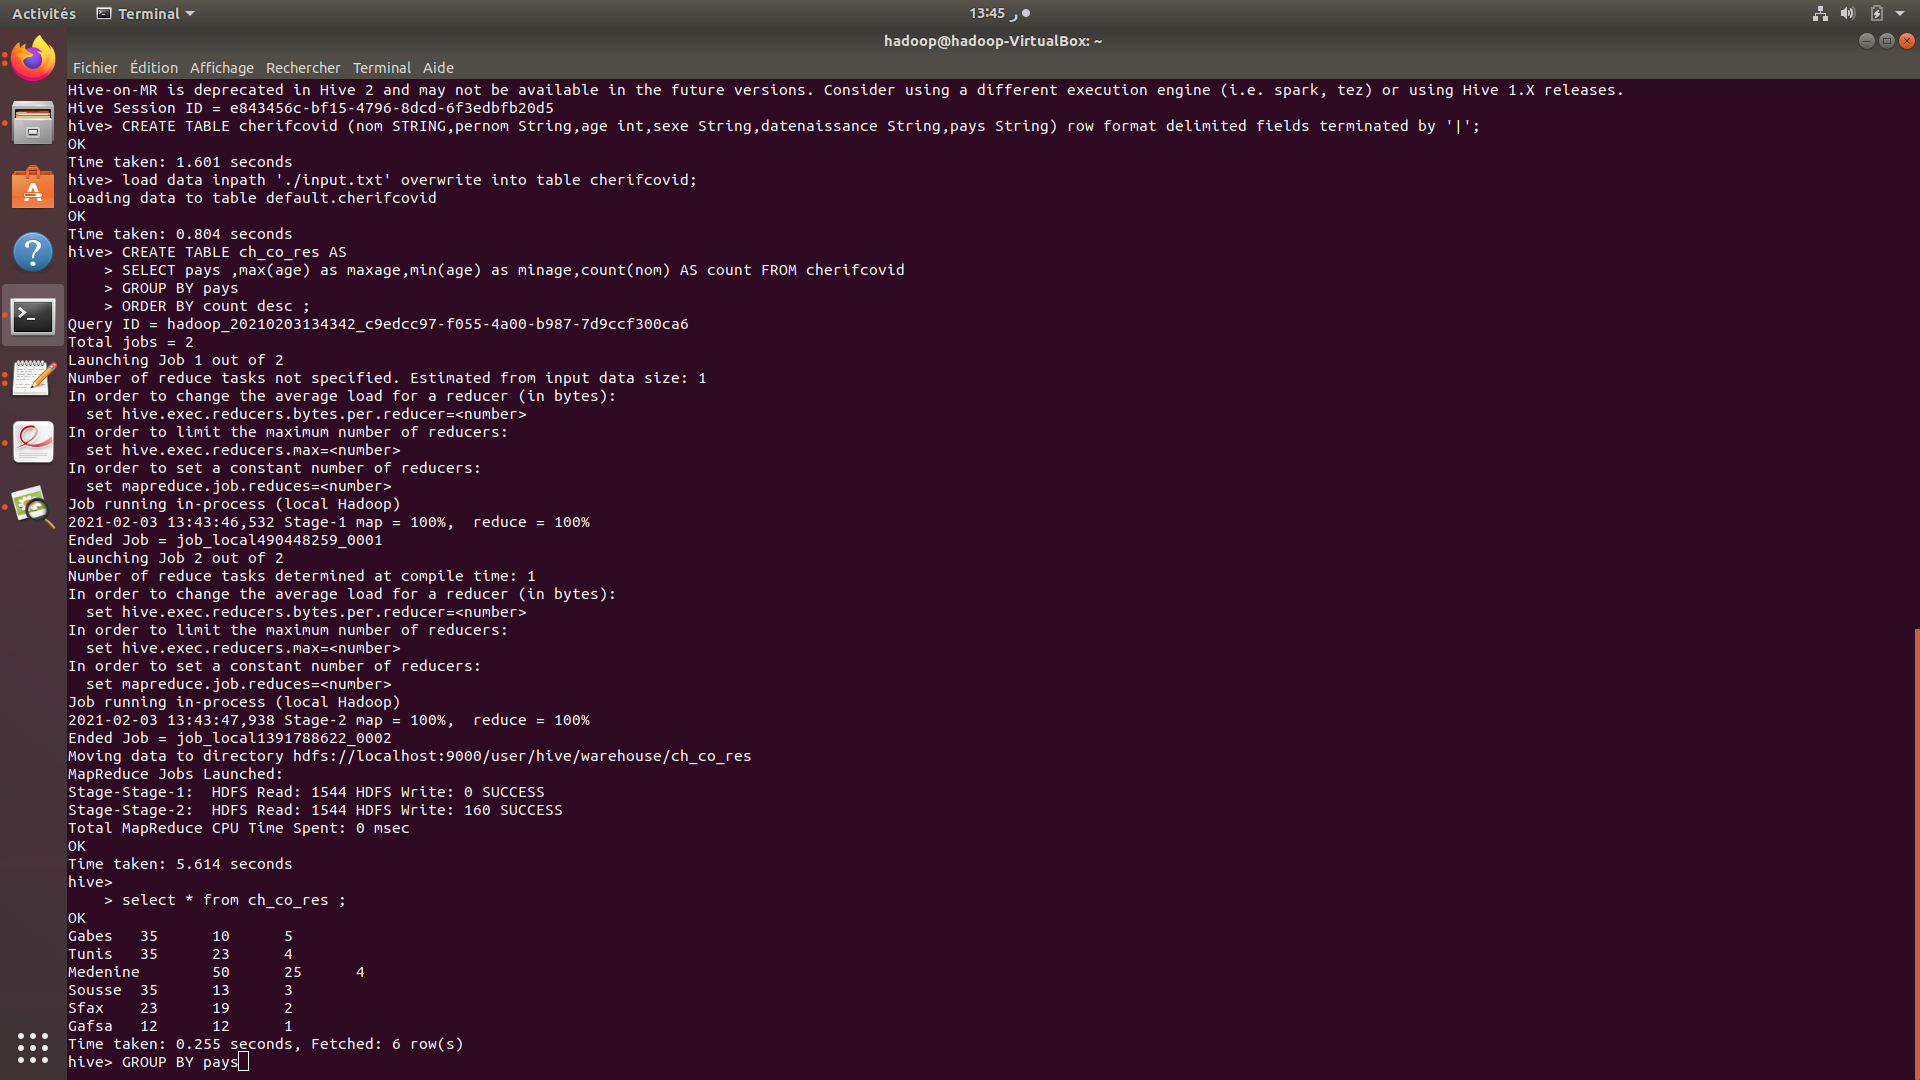 Activités Terminal 13:45 ر
hadoop@hadoop-VirtualBox: ~
Fichier Édition Affichage Rechercher Terminal Aide
Hive-on-MR is deprecated in Hive 2 and may not be available in the future versions. Consider using a different execution engine (i.e. spark, tez) or using Hive 1.X releases.
Hive Session ID = e843456c-bf15-4796-8dcd-6f3edbfb20d5
hive> CREATE TABLE cherifcovid (nom STRING,pernom String,age int,sexe String,datenaissance String,pays String) row format delimited fields terminated by '|';
OK
Time taken: 1.601 seconds
hive> load data inpath './input.txt' overwrite into table cherifcovid;
Loading data to table default.cherifcovid
OK
Time taken: 0.804 seconds
hive> CREATE TABLE ch_co_res AS
    > SELECT pays ,max(age) as maxage,min(age) as minage,count(nom) AS count FROM cherifcovid
    > GROUP BY pays
    > ORDER BY count desc ;
Query ID = hadoop_20210203134342_c9edcc97-f055-4a00-b987-7d9ccf300ca6
Total jobs = 2
Launching Job 1 out of 2
Number of reduce tasks not specified. Estimated from input data size: 1
In order to change the average load for a reducer (in bytes):
  set hive.exec.reducers.bytes.per.reducer=<number>
In order to limit the maximum number of reducers:
  set hive.exec.reducers.max=<number>
In order to set a constant number of reducers:
  set mapreduce.job.reduces=<number>
Job running in-process (local Hadoop)
2021-02-03 13:43:46,532 Stage-1 map = 100%,  reduce = 100%
Ended Job = job_local490448259_0001
Launching Job 2 out of 2
Number of reduce tasks determined at compile time: 1
In order to change the average load for a reducer (in bytes):
  set hive.exec.reducers.bytes.per.reducer=<number>
In order to limit the maximum number of reducers:
  set hive.exec.reducers.max=<number>
In order to set a constant number of reducers:
  set mapreduce.job.reduces=<number>
Job running in-process (local Hadoop)
2021-02-03 13:43:47,938 Stage-2 map = 100%,  reduce = 100%
Ended Job = job_local1391788622_0002
Moving data to directory hdfs://localhost:9000/user/hive/warehouse/ch_co_res
MapReduce Jobs Launched:
Stage-Stage-1:  HDFS Read: 1544 HDFS Write: 0 SUCCESS
Stage-Stage-2:  HDFS Read: 1544 HDFS Write: 160 SUCCESS
Total MapReduce CPU Time Spent: 0 msec
OK
Time taken: 5.614 seconds
hive>
    > select * from ch_co_res ;
OK
Gabes   35      10      5
Tunis   35      23      4
Medenine        50      25      4
Sousse  35      13      3
Sfax    23      19      2
Gafsa   12      12      1
Time taken: 0.255 seconds, Fetched: 6 row(s)
hive> GROUP BY pays